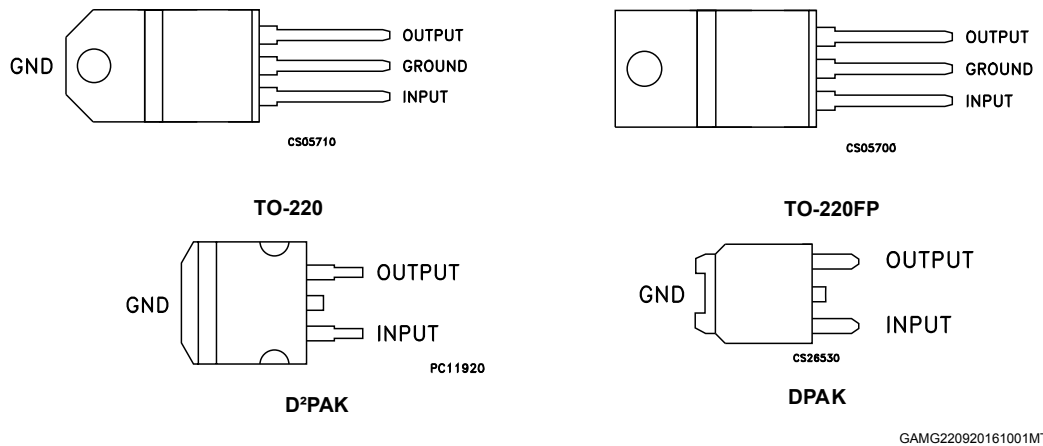 GND
OUTPUT
GROUND
INPUT
CS05710
TO-220
OUTPUT
GROUND
INPUT
CS05700
TO-220FP
GND
OUTPUT
INPUT
PC11920
D²PAK
GND
OUTPUT
INPUT
CS26530
DPAK